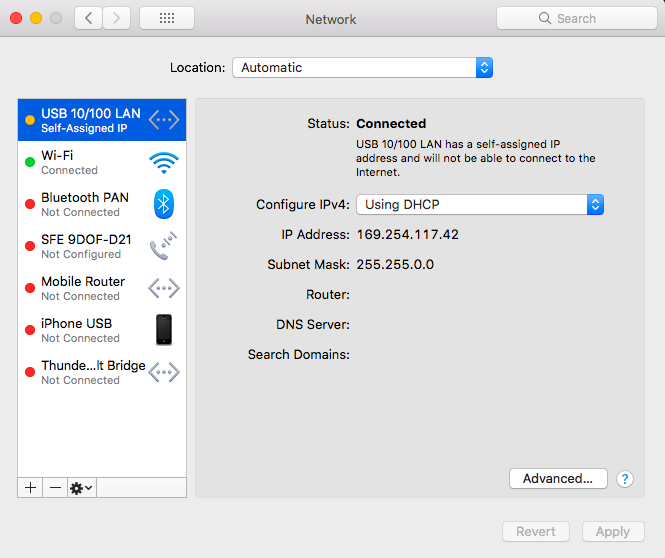 Network
Search
Location: Automatic
USB 10/100 LAN
Self-Assigned IP
Wi-Fi
Connected
Bluetooth PAN
Not Connected
SFE 9DOF-D21
Not Configured
Mobile Router
Not Connected
iPhone USB
Not Connected
Thunde...lt Bridge
Not Connected
Status: Connected
USB 10/100 LAN has a self-assigned IP
address and will not be able to connect to the
Internet.
Configure IPv4: Using DHCP
IP Address: 169.254.117.42
Subnet Mask: 255.255.0.0
Router:
DNS Server:
Search Domains:
Advanced...
?
Revert
Apply